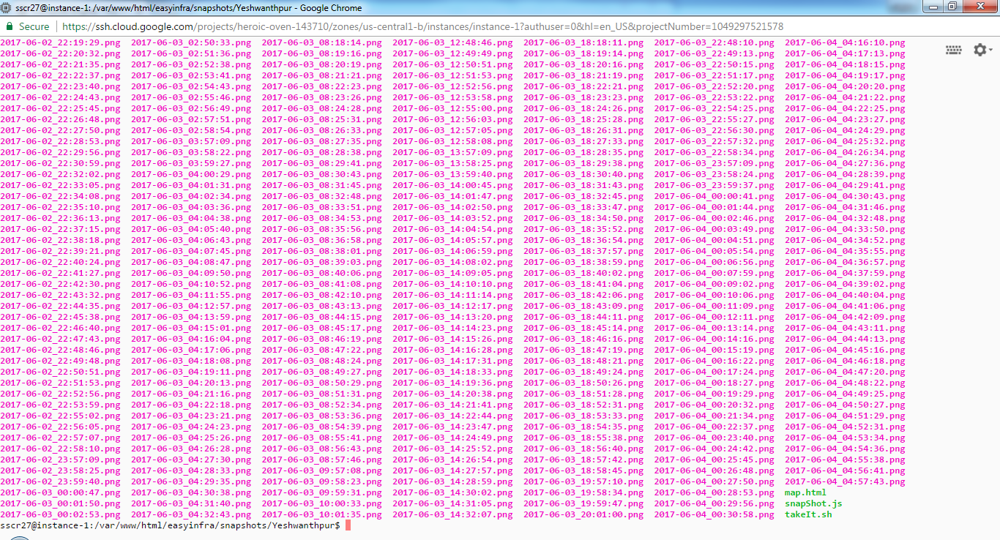 sscr27@instance-1: /var/www/html/easyinfra/snapshots/Yeshwanthpur - Google Chrome
Secure https://ssh.cloud.google.com/projects/heroic-oven-143710/zones/us-central1-b/instances/instance-1?authuser=0&hl=en_US&projectNumber=1049297521578
2017-06-02_22:19:29.png 2017-06-03_02:50:33.png 2017-06-03_08:18:14.png 2017-06-03_12:48:46.png 2017-06-03_18:18:11.png 2017-06-03_22:48:10.png 2017-06-04_04:16:10.png
2017-06-02_22:20:32.png 2017-06-03_02:51:36.png 2017-06-03_08:19:16.png 2017-06-03_12:49:49.png 2017-06-03_18:19:14.png 2017-06-03_22:49:13.png 2017-06-04_04:17:13.png
2017-06-02_22:21:35.png 2017-06-03_02:52:38.png 2017-06-03_08:20:19.png 2017-06-03_12:50:51.png 2017-06-03_18:20:16.png 2017-06-03_22:50:15.png 2017-06-04_04:18:15.png
2017-06-02_22:22:37.png 2017-06-03_02:53:41.png 2017-06-03_08:21:21.png 2017-06-03_12:51:53.png 2017-06-03_18:21:19.png 2017-06-03_22:51:17.png 2017-06-04_04:19:17.png
2017-06-02_22:23:40.png 2017-06-03_02:54:43.png 2017-06-03_08:22:23.png 2017-06-03_12:52:56.png 2017-06-03_18:22:21.png 2017-06-03_22:52:20.png 2017-06-04_04:20:20.png
2017-06-02_22:24:43.png 2017-06-03_02:55:46.png 2017-06-03_08:23:26.png 2017-06-03_12:53:58.png 2017-06-03_18:23:23.png 2017-06-03_22:53:22.png 2017-06-04_04:21:22.png
2017-06-02_22:25:45.png 2017-06-03_02:56:49.png 2017-06-03_08:24:28.png 2017-06-03_12:55:00.png 2017-06-03_18:24:26.png 2017-06-03_22:54:25.png 2017-06-04_04:22:25.png
2017-06-02_22:26:48.png 2017-06-03_02:57:51.png 2017-06-03_08:25:31.png 2017-06-03_12:56:03.png 2017-06-03_18:25:28.png 2017-06-03_22:55:27.png 2017-06-04_04:23:27.png
2017-06-02_22:27:50.png 2017-06-03_02:58:54.png 2017-06-03_08:26:33.png 2017-06-03_12:57:05.png 2017-06-03_18:26:31.png 2017-06-03_22:56:30.png 2017-06-04_04:24:29.png
2017-06-02_22:28:53.png 2017-06-03_03:57:09.png 2017-06-03_08:27:35.png 2017-06-03_12:58:08.png 2017-06-03_18:27:33.png 2017-06-03_22:57:32.png 2017-06-04_04:25:32.png
2017-06-02_22:29:56.png 2017-06-03_03:58:22.png 2017-06-03_08:28:38.png 2017-06-03_13:57:09.png 2017-06-03_18:28:35.png 2017-06-03_22:58:34.png 2017-06-04_04:26:34.png
2017-06-02_22:30:59.png 2017-06-03_03:59:27.png 2017-06-03_08:29:41.png 2017-06-03_13:58:25.png 2017-06-03_18:29:38.png 2017-06-03_23:57:09.png 2017-06-04_04:27:36.png
2017-06-02_22:32:02.png 2017-06-03_04:00:29.png 2017-06-03_08:30:43.png 2017-06-03_13:59:40.png 2017-06-03_18:30:40.png 2017-06-03_23:58:24.png 2017-06-04_04:28:39.png
2017-06-02_22:33:05.png 2017-06-03_04:01:31.png 2017-06-03_08:31:45.png 2017-06-03_14:00:45.png 2017-06-03_18:31:43.png 2017-06-03_23:59:37.png 2017-06-04_04:29:41.png
2017-06-02_22:34:08.png 2017-06-03_04:02:34.png 2017-06-03_08:32:48.png 2017-06-03_14:01:47.png 2017-06-03_18:32:45.png 2017-06-04_00:00:41.png 2017-06-04_04:30:43.png
2017-06-02_22:35:10.png 2017-06-03_04:03:36.png 2017-06-03_08:33:51.png 2017-06-03_14:02:50.png 2017-06-03_18:33:47.png 2017-06-04_00:01:44.png 2017-06-04_04:31:46.png
2017-06-02_22:36:13.png 2017-06-03_04:04:38.png 2017-06-03_08:34:53.png 2017-06-03_14:03:52.png 2017-06-03_18:34:50.png 2017-06-04_00:02:46.png 2017-06-04_04:32:48.png
2017-06-02_22:37:15.png 2017-06-03_04:05:40.png 2017-06-03_08:35:56.png 2017-06-03_14:04:54.png 2017-06-03_18:35:52.png 2017-06-04_00:03:49.png 2017-06-04_04:33:50.png
2017-06-02_22:38:18.png 2017-06-03_04:06:43.png 2017-06-03_08:36:58.png 2017-06-03_14:05:57.png 2017-06-03_18:36:54.png 2017-06-04_00:04:51.png 2017-06-04_04:34:52.png
2017-06-02_22:39:21.png 2017-06-03_04:07:45.png 2017-06-03_08:38:01.png 2017-06-03_14:06:59.png 2017-06-03_18:37:57.png 2017-06-04_00:05:54.png 2017-06-04_04:35:55.png
2017-06-02_22:40:24.png 2017-06-03_04:08:47.png 2017-06-03_08:39:03.png 2017-06-03_14:08:02.png 2017-06-03_18:38:59.png 2017-06-04_00:06:56.png 2017-06-04_04:36:57.png
2017-06-02_22:41:27.png 2017-06-03_04:09:50.png 2017-06-03_08:40:06.png 2017-06-03_14:09:05.png 2017-06-03_18:40:02.png 2017-06-04_00:07:59.png 2017-06-04_04:37:59.png
2017-06-02_22:42:30.png 2017-06-03_04:10:52.png 2017-06-03_08:41:08.png 2017-06-03_14:10:10.png 2017-06-03_18:41:04.png 2017-06-04_00:09:02.png 2017-06-04_04:39:02.png
2017-06-02_22:43:32.png 2017-06-03_04:11:55.png 2017-06-03_08:42:10.png 2017-06-03_14:11:14.png 2017-06-03_18:42:06.png 2017-06-04_00:10:06.png 2017-06-04_04:40:04.png
2017-06-02_22:44:35.png 2017-06-03_04:12:57.png 2017-06-03_08:43:13.png 2017-06-03_14:12:17.png 2017-06-03_18:43:09.png 2017-06-04_00:11:09.png 2017-06-04_04:41:06.png
2017-06-02_22:45:38.png 2017-06-03_04:13:59.png 2017-06-03_08:44:15.png 2017-06-03_14:13:20.png 2017-06-03_18:44:11.png 2017-06-04_00:12:11.png 2017-06-04_04:42:09.png
2017-06-02_22:46:40.png 2017-06-03_04:15:01.png 2017-06-03_08:45:17.png 2017-06-03_14:14:23.png 2017-06-03_18:45:14.png 2017-06-04_00:13:14.png 2017-06-04_04:43:11.png
2017-06-02_22:47:43.png 2017-06-03_04:16:04.png 2017-06-03_08:46:19.png 2017-06-03_14:15:26.png 2017-06-03_18:46:16.png 2017-06-04_00:14:16.png 2017-06-04_04:44:13.png
2017-06-02_22:48:46.png 2017-06-03_04:17:06.png 2017-06-03_08:47:22.png 2017-06-03_14:16:28.png 2017-06-03_18:47:19.png 2017-06-04_00:15:19.png 2017-06-04_04:45:16.png
2017-06-02_22:49:48.png 2017-06-03_04:18:08.png 2017-06-03_08:48:24.png 2017-06-03_14:17:31.png 2017-06-03_18:48:21.png 2017-06-04_00:16:22.png 2017-06-04_04:46:18.png
2017-06-02_22:50:51.png 2017-06-03_04:19:11.png 2017-06-03_08:49:27.png 2017-06-03_14:18:33.png 2017-06-03_18:49:24.png 2017-06-04_00:17:24.png 2017-06-04_04:47:20.png
2017-06-02_22:51:53.png 2017-06-03_04:20:13.png 2017-06-03_08:50:29.png 2017-06-03_14:19:36.png 2017-06-03_18:50:26.png 2017-06-04_00:18:27.png 2017-06-04_04:48:22.png
2017-06-02_22:52:56.png 2017-06-03_04:21:16.png 2017-06-03_08:51:31.png 2017-06-03_14:20:38.png 2017-06-03_18:51:28.png 2017-06-04_00:19:29.png 2017-06-04_04:49:25.png
2017-06-02_22:53:59.png 2017-06-03_04:22:18.png 2017-06-03_08:52:34.png 2017-06-03_14:21:41.png 2017-06-03_18:52:31.png 2017-06-04_00:20:32.png 2017-06-04_04:50:27.png
2017-06-02_22:55:02.png 2017-06-03_04:23:21.png 2017-06-03_08:53:36.png 2017-06-03_14:22:44.png 2017-06-03_18:53:33.png 2017-06-04_00:21:34.png 2017-06-04_04:51:29.png
2017-06-02_22:56:05.png 2017-06-03_04:24:23.png 2017-06-03_08:54:39.png 2017-06-03_14:23:47.png 2017-06-03_18:54:35.png 2017-06-04_00:22:37.png 2017-06-04_04:52:31.png
2017-06-02_22:57:07.png 2017-06-03_04:25:26.png 2017-06-03_08:55:41.png 2017-06-03_14:24:49.png 2017-06-03_18:55:38.png 2017-06-04_00:23:40.png 2017-06-04_04:53:34.png
2017-06-02_22:58:10.png 2017-06-03_04:26:28.png 2017-06-03_08:56:43.png 2017-06-03_14:25:52.png 2017-06-03_18:56:40.png 2017-06-04_00:24:42.png 2017-06-04_04:54:36.png
2017-06-02_23:57:09.png 2017-06-03_04:27:30.png 2017-06-03_08:57:46.png 2017-06-03_14:26:54.png 2017-06-03_18:57:42.png 2017-06-04_00:25:45.png 2017-06-04_04:55:38.png
2017-06-02_23:58:25.png 2017-06-03_04:28:33.png 2017-06-03_09:57:08.png 2017-06-03_14:27:57.png 2017-06-03_18:58:45.png 2017-06-04_00:26:48.png 2017-06-04_04:56:41.png
2017-06-02_23:59:40.png 2017-06-03_04:29:35.png 2017-06-03_09:58:23.png 2017-06-03_14:28:59.png 2017-06-03_19:57:10.png 2017-06-04_00:27:50.png 2017-06-04_04:57:43.png
2017-06-03_00:00:47.png 2017-06-03_04:30:38.png 2017-06-03_09:59:31.png 2017-06-03_14:30:02.png 2017-06-03_19:58:34.png 2017-06-04_00:28:53.png map.html
2017-06-03_00:01:50.png 2017-06-03_04:31:40.png 2017-06-03_10:00:33.png 2017-06-03_14:31:05.png 2017-06-03_19:59:47.png 2017-06-04_00:29:56.png snapShot.js
2017-06-03_00:02:53.png 2017-06-03_04:32:43.png 2017-06-03_10:01:35.png 2017-06-03_14:32:07.png 2017-06-03_20:01:00.png 2017-06-04_00:30:58.png takeIt.sh
sscr27@instance-1:/var/www/html/easyinfra/snapshots/Yeshwanthpur$